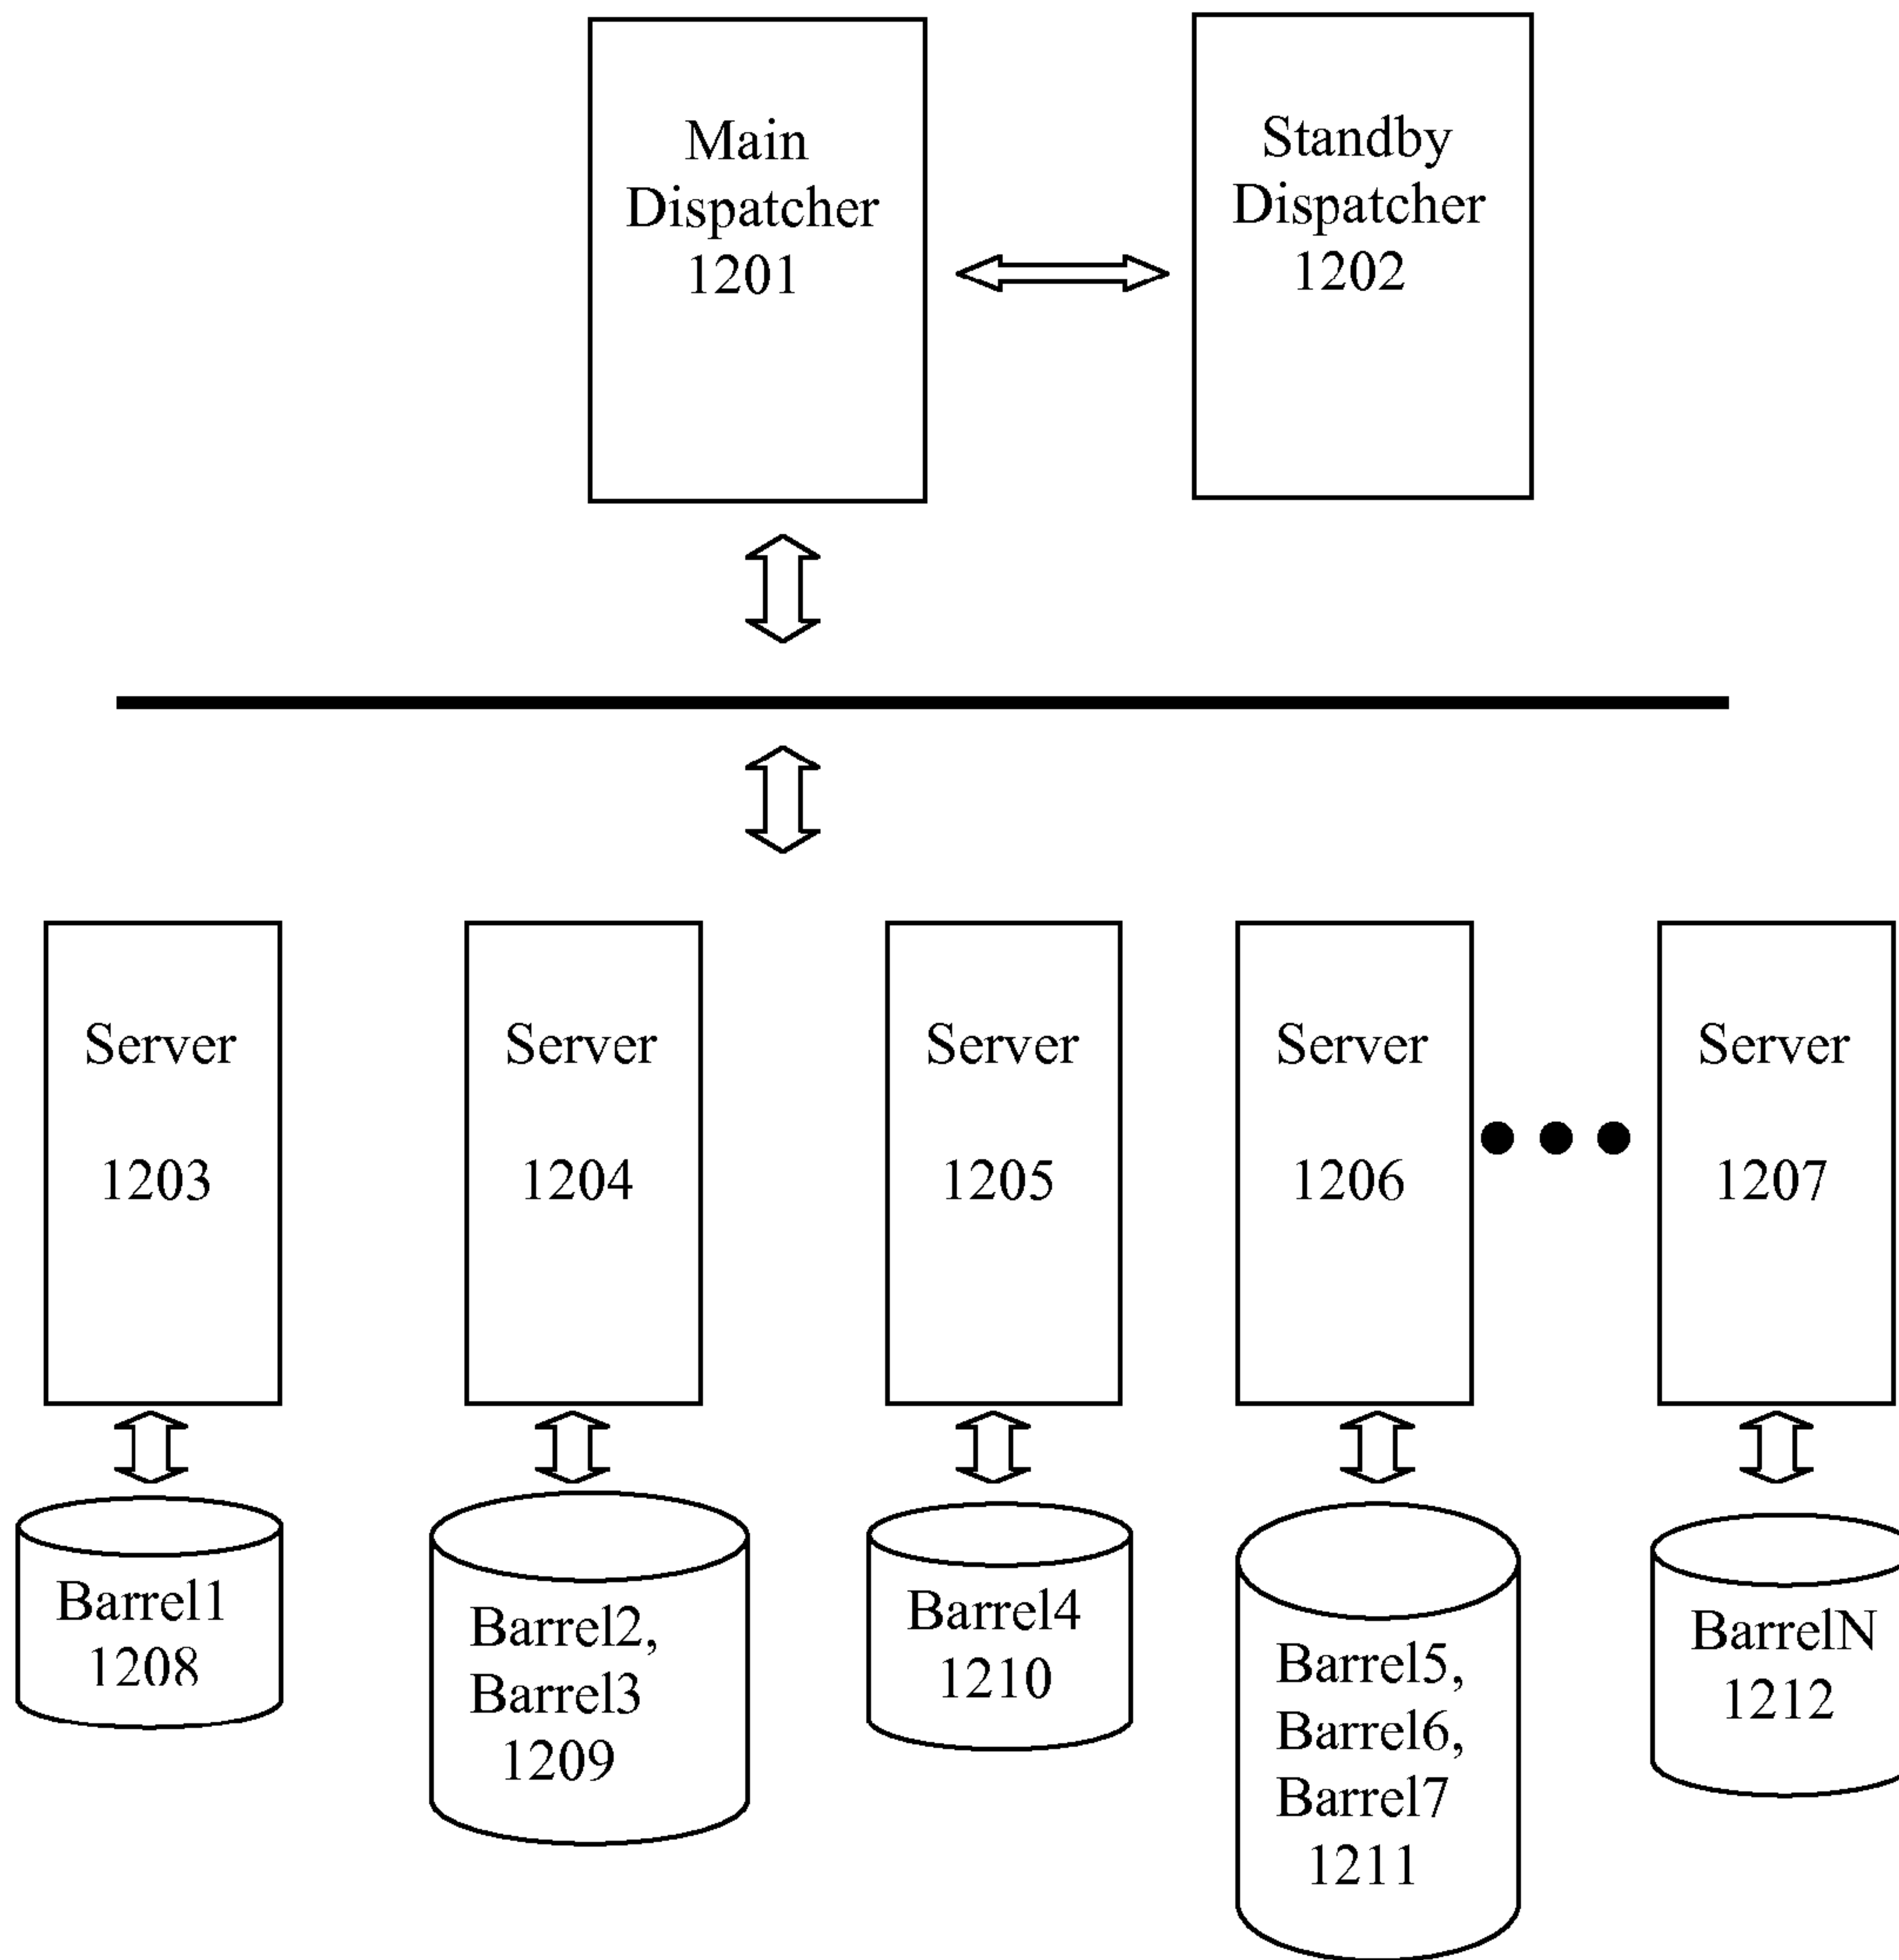 Main
Dispatcher
1201
Standby
Dispatcher
1202
Server
1203
Server
1204
Server
1205
Server
1206
Server
1207
Barrel1
1208
Barrel2,
Barrel3
1209
Barrel4
1210
Barrel5,
Barrel6,
Barrel7
1211
BarrelN
1212